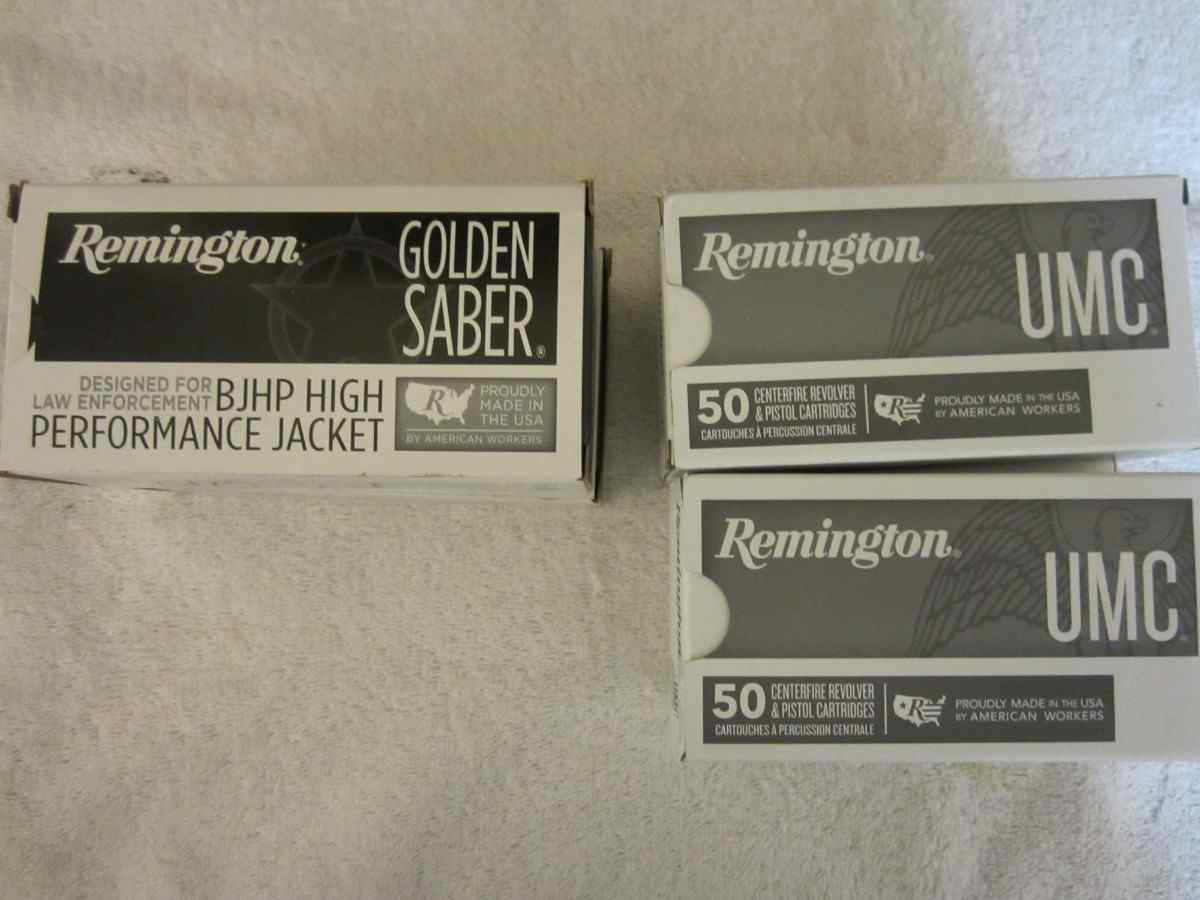 Remington
GOLDEN
SABER®
DESIGNED FOR
LAW ENFORCEMENT
BJHP HIGH
PERFORMANCE JACKET
R
PROUDLY
MADE IN
THE USA
BY AMERICAN WORKERS
Remington
UMC
50
CENTERFIRE REVOLVER
& PISTOL CARTRIDGES
CARTOUCHES À PERCUSSION CENTRALE
R
PROUDLY MADE IN THE USA
BY AMERICAN WORKERS
Remington
UMC
50
CENTERFIRE REVOLVER
& PISTOL CARTRIDGES
CARTOUCHES À PERCUSSION CENTRALE
R
PROUDLY MADE IN THE USA
BY AMERICAN WORKERS